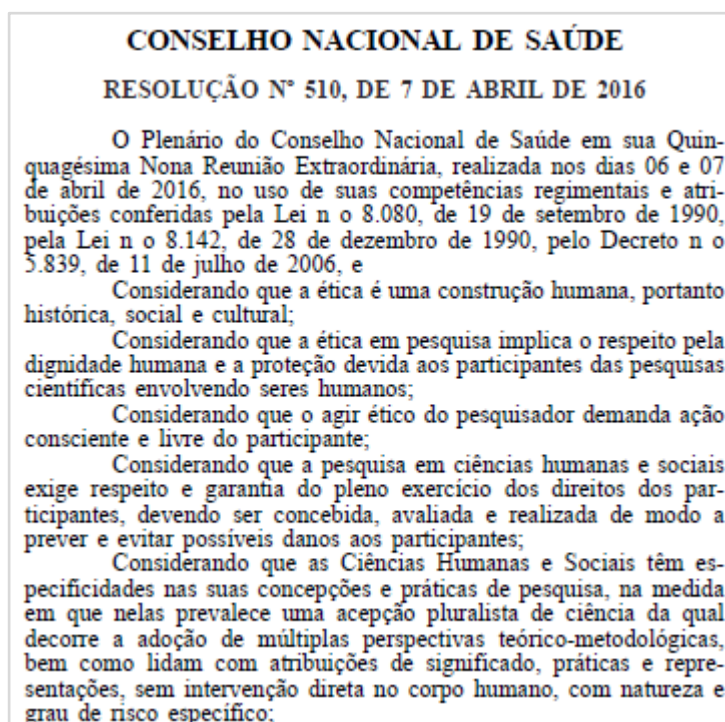 CONSELHO NACIONAL DE SAÚDE
RESOLUÇÃO Nº 510, DE 7 DE ABRIL DE 2016
O Plenário do Conselho Nacional de Saúde em sua Quin-
quagésima Nona Reunião Extraordinária, realizada nos dias 06 e 07
de abril de 2016, no uso de suas competências regimentais e atri-
buições conferidas pela Lei n o 8.080, de 19 de setembro de 1990,
pela Lei n o 8.142, de 28 de dezembro de 1990, pelo Decreto n o
5.839, de 11 de julho de 2006, e
Considerando que a ética é uma construção humana, portanto
histórica, social e cultural;
Considerando que a ética em pesquisa implica o respeito pela
dignidade humana e a proteção devida aos participantes das pesquisas
científicas envolvendo seres humanos;
Considerando que o agir ético do pesquisador demanda ação
consciente e livre do participante;
Considerando que a pesquisa em ciências humanas e sociais
exige respeito e garantia do pleno exercício dos direitos dos par-
ticipantes, devendo ser concebida, avaliada e realizada de modo a
prever e evitar possíveis danos aos participantes;
Considerando que as Ciências Humanas e Sociais têm es-
pecificidades nas suas concepções e práticas de pesquisa, na medida
em que nelas prevalece uma acepção pluralista de ciência da qual
decorre a adoção de múltiplas perspectivas teórico-metodológicas,
bem como lidam com atribuições de significado, práticas e repre-
sentações, sem intervenção direta no corpo humano, com natureza e
grau de risco específico;